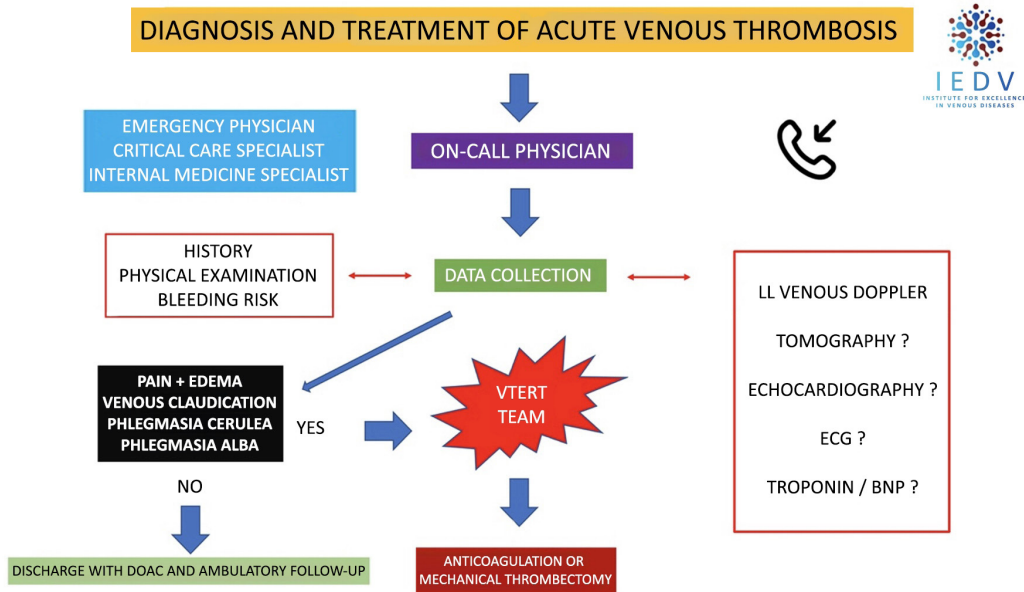 DIAGNOSIS AND TREATMENT OF ACUTE VENOUS THROMBOSIS
IEDV
INSTITUTE FOR EXCELLENCE
IN VENOUS DISEASES
EMERGENCY PHYSICIAN
CRITICAL CARE SPECIALIST
INTERNAL MEDICINE SPECIALIST
ON-CALL PHYSICIAN
HISTORY
PHYSICAL EXAMINATION
BLEEDING RISK
DATA COLLECTION
LL VENOUS DOPPLER
TOMOGRAPHY ?
ECHOCARDIOGRAPHY ?
ECG ?
TROPONIN / BNP ?
PAIN + EDEMA
VENOUS CLAUDICATION
PHLEGMASIA CERULEA
PHLEGMASIA ALBA
YES
VTERT
TEAM
NO
DISCHARGE WITH DOAC AND AMBULATORY FOLLOW-UP
ANTICOAGULATION OR
MECHANICAL THROMBECTOMY